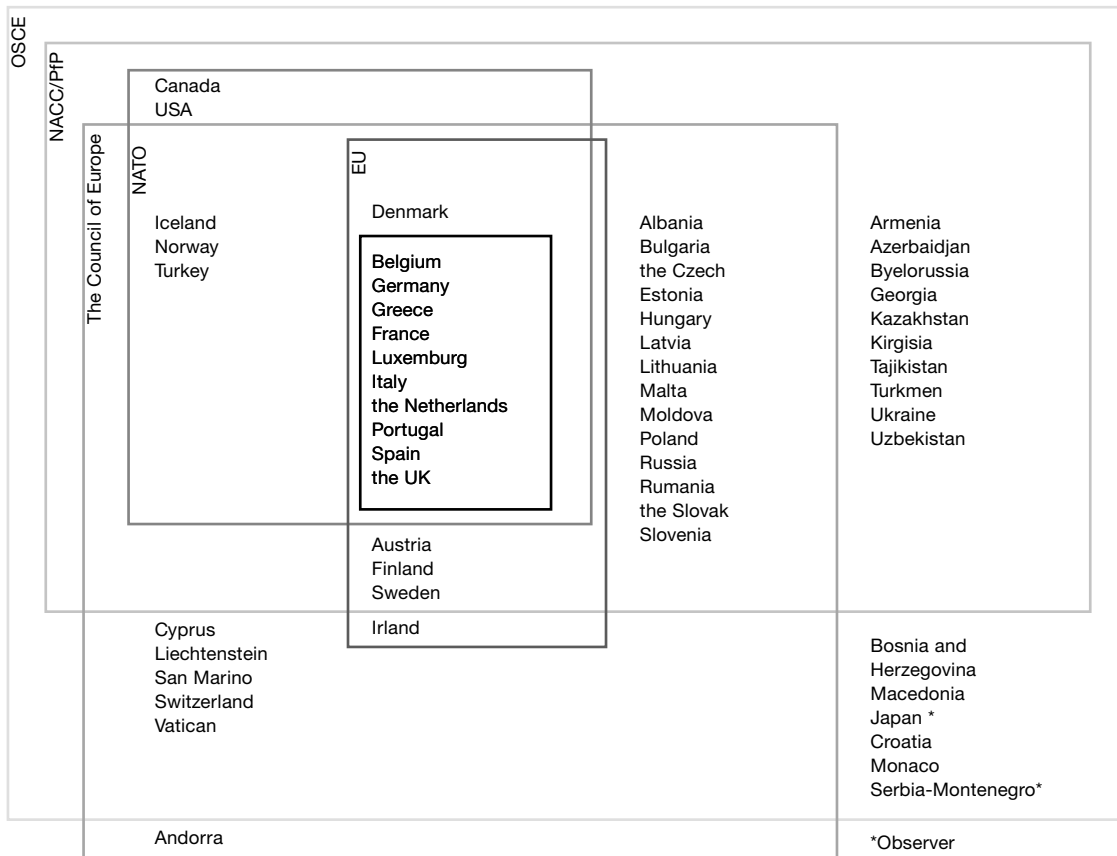 OSCE
NACC/PfP
The Council of Europe
NATO
EU
Canada
USA
Iceland
Norway
Turkey
Denmark
Belgium
Germany
Greece
France
Luxemburg
Italy
the Netherlands
Portugal
Spain
the UK
Austria
Finland
Sweden
Irland
Albania
Bulgaria
the Czech
Estonia
Hungary
Latvia
Lithuania
Malta
Moldova
Poland
Russia
Rumania
the Slovak
Slovenia
Armenia
Azerbaidjan
Byelorussia
Georgia
Kazakhstan
Kirgisia
Tajikistan
Turkmen
Ukraine
Uzbekistan
Cyprus
Liechtenstein
San Marino
Switzerland
Vatican
Bosnia and
Herzegovina
Macedonia
Japan *
Croatia
Monaco
Serbia-Montenegro*
Andorra
*Observer